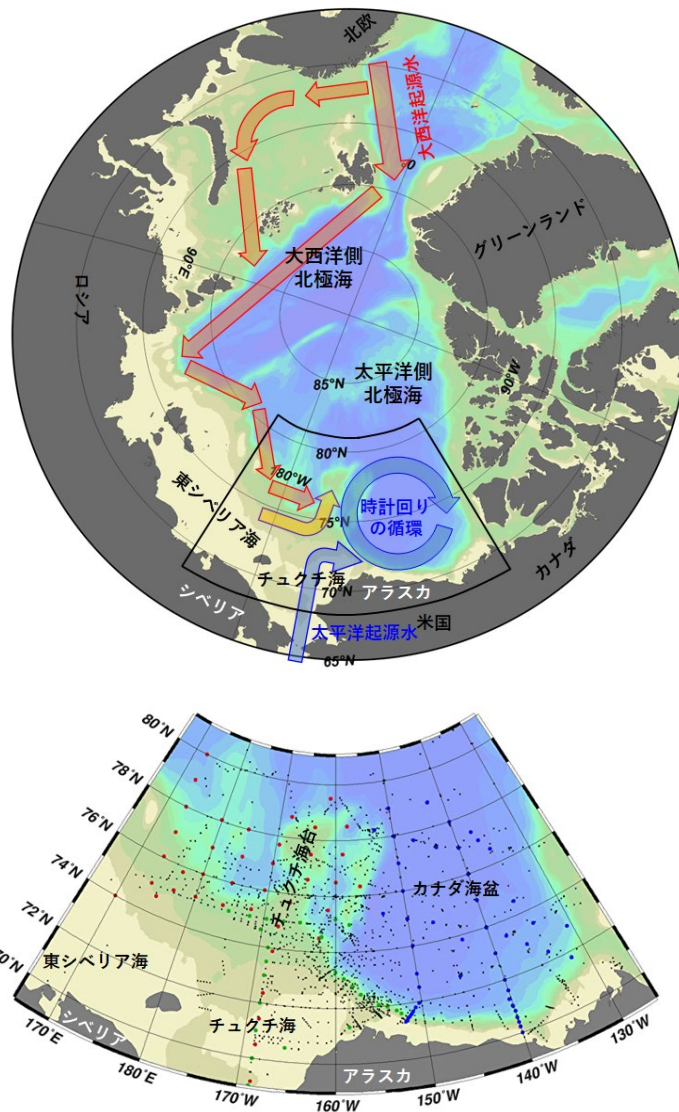 北欧
大西洋起源水
0°
グリーンランド
90°E
大西洋側
北極海
ロシア
太平洋側
北極海
90°W
85°N
80°N
180°W
東シベリア海
75°N
時計回り
の循環
カナダ
チュクチ海
70°N
アラスカ
シベリア
太平洋起源水
米国
65°N
80°N
78°N
76°N
74°N
72°N
70°N
チュクチ海台
カナダ海盆
東シベリア海
チュクチ海
シベリア
アラスカ
170°E
180°E
170°W
160°W
150°W
140°W
130°W